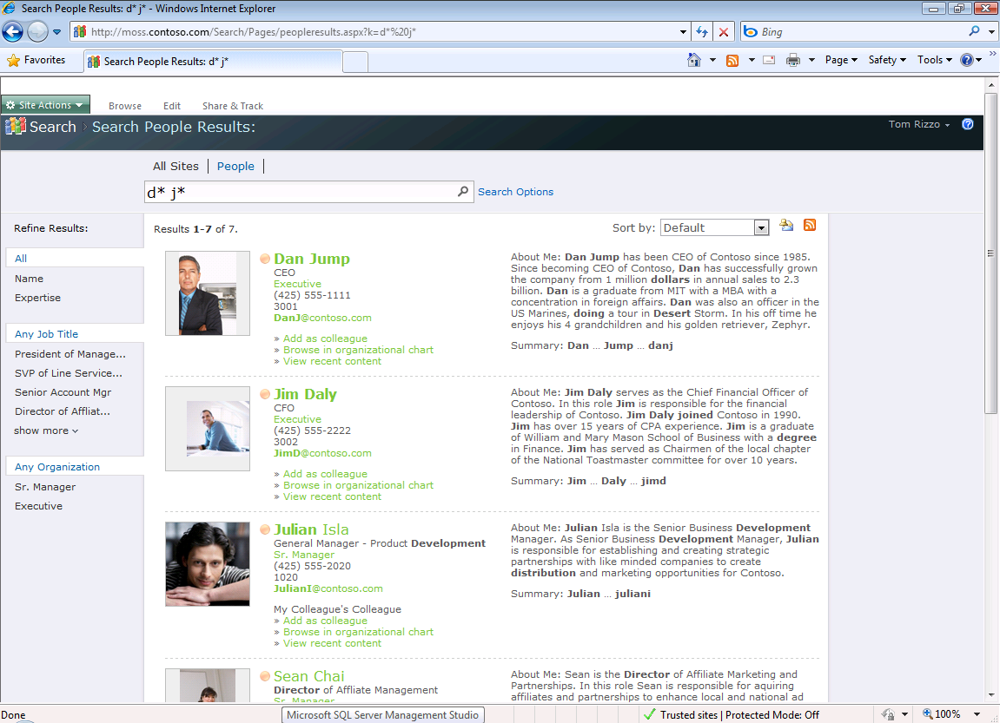 Search People Results: d* j* - Windows Internet Explorer
http://moss.contoso.com/Search/Pages/peopleresults.aspx?k=d*%20j*
Bing
Favorites
Search People Results: d* j*
Page
Safety
Tools
Site Actions
Browse
Edit
Share & Track
Search
Search People Results:
Tom Rizzo
All Sites
People
d* j*
Search Options
Refine Results:
All
Name
Expertise
Any Job Title
President of Manage...
SVP of Line Service...
Senior Account Mgr
Director of Affliat...
show more
Any Organization
Sr. Manager
Executive
Results 1-7 of 7.
Sort by:
Default
Dan Jump
CEO
Executive
(425) 555-1111
3001
DanJ@contoso.com
» Add as colleague
» Browse in organizational chart
» View recent content
About Me: Dan Jump has been CEO of Contoso since 1985.
Since becoming CEO of Contoso, Dan has successfully grown
the company from 1 million dollars in annual sales to 2.3
billion. Dan is a graduate from MIT with a MBA with a
concentration in foreign affairs. Dan was also an officer in the
US Marines, doing a tour in Desert Storm. In his off time he
enjoys his 4 grandchildren and his golden retriever, Zephyr.
Summary: Dan ... Jump ... danj
Jim Daly
CFO
Executive
(425) 555-2222
3002
JimD@contoso.com
» Add as colleague
» Browse in organizational chart
» View recent content
About Me: Jim Daly serves as the Chief Financial Officer of
Contoso. In this role Jim is responsible for the financial
leadership of Contoso. Jim Daly joined Contoso in 1990.
Jim has over 15 years of CPA experience. Jim is a graduate
of William and Mary Mason School of Business with a degree
in Finance. Jim has served as Chairmen of the local chapter
of the National Toastmaster committee for over 10 years.
Summary: Jim ... Daly ... jimd
Julian Isla
General Manager - Product Development
Sr. Manager
(425) 555-2020
1020
JulianI@contoso.com
My Colleague's Colleague
» Add as colleague
» Browse in organizational chart
» View recent content
About Me: Julian Isla is the Senior Business Development
Manager. As Senior Business Development Manager, Julian
is responsible for establishing and creating strategic
partnerships with like minded companies to create
distribution and marketing opportunities for Contoso.
Summary: Julian ... juliani
Sean Chai
Director of Affliate Management
Sr. Manager
About Me: Sean is the Director of Affiliate Marketing and
Partnerships. In this role Sean is responsible for aquiring
affiliates and partnerships to enhance local and national ad
Done
Microsoft SQL Server Management Studio
Trusted sites | Protected Mode: Off
100%